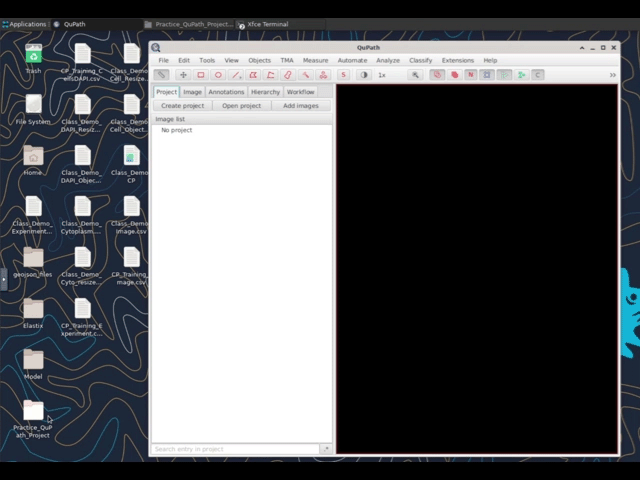 Applications
QuPath
Practice_QuPath_Project...
Xfce Terminal
QuPath
File Edit Tools View Objects TMA Measure Automate Analyze Classify Extensions Help
S 1x N C >>
Project Image Annotations Hierarchy Workflow
Create project Open project Add images
Image list
No project
Search entry in project
Trash
File System
Home
Class_Demo_
Experiment...
geojson_files
Elastix
Model
Practice_QuP
ath_Project
CP_Training_C
ellsDAPI.csv
Class_Demo_
DAPI_Resiz...
Class_Demo_
DAPI_Objec...
Class_Demo_
Cytoplasm....
Class_Demo_
Cyto_resize...
CP_Training_E
xperiment.c...
Class_Demo_
Cell_Resize...
Class_Demo_
Cell_Object...
Class_Demo_
CP
Class_Demo_
Image.csv
CP_Training_I
mage.csv